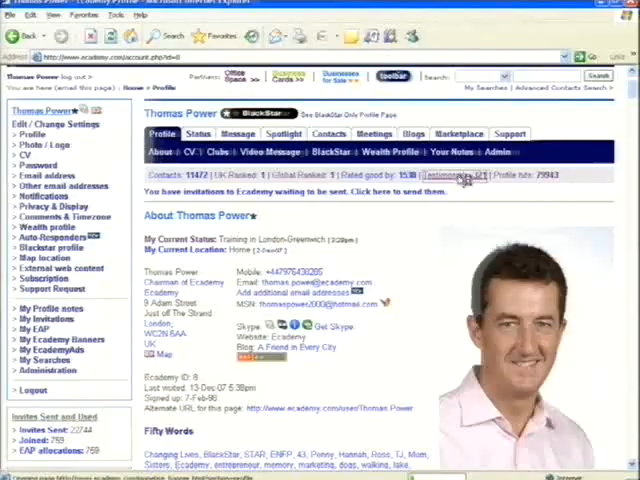 Thomas Power - Ecademy Profile - Microsoft Internet Explorer
File Edit View Favorites Tools Help
Back Search Favorites
Address http://www.ecademy.com/account.php?id=8 Go Links
Thomas Power log out > Partners: Office Space >> Business Cards >> Businesses for sale >> toolbar Search: Search
You are here (email this page): Home > Profile My Searches | Advanced Contacts Search >
Thomas Power
Edit / Change Settings
> Profile
> Photo / Logo
> CV
> Password
> Email address
> Other email addresses
> Notifications
> Privacy & Display
> Comments & Timezone
> Wealth profile
> Auto-Responders NEW
> Blackstar profile
> Map location
> External web content
> Subscription
> Support Request
> My Profile notes
> My Invitations
> My EAP
> My Ecademy Banners
> My EcademyAds
> My Searches
> Administration
> Logout
Invites Sent and Used
> Invites Sent: 22744
> Joined: 759
> EAP allocations: 759
Thomas Power BlackStar See BlackStar Only Profile Page
Profile Status Message Spotlight Contacts Meetings Blogs Marketplace Support
About CV Clubs Video Message BlackStar Wealth Profile Your Notes Admin
Contacts: 11472 | UK Ranked: 1 | Global Ranked: 1 | Rated good by: 1530 | Profile hits: 79943
You have invitations to Ecademy waiting to be sent. Click here to send them.
About Thomas Power
My Current Status: Training in London-Greenwich
My Current Location: Home
Thomas Power
Chairman of Ecademy
Ecademy
9 Adam Street
Just off The Strand
London,
WC2N 6AA
UK
Map
Mobile: +447976438285
Email: thomas.power@ecademy.com
Add additional email addresses NEW
MSN: thomaspower2000@hotmail.com
Skype: Get Skype
Website: Ecademy
Blog: A Friend in Every City
Ecademy ID: 8
Last visited: 13-Dec-07 5:38pm
Signed up: 7-Feb-98
Alternate URL for this page: http://www.ecademy.com/user/Thomas Power
Fifty Words
Changing Lives, BlackStar, STAR, ENFP, 43, Penny, Hannah, Ross, TJ, Mom,
Sisters, Ecademy, entrepreneur, memory, marketing, dogs, walking, lake,
Internet